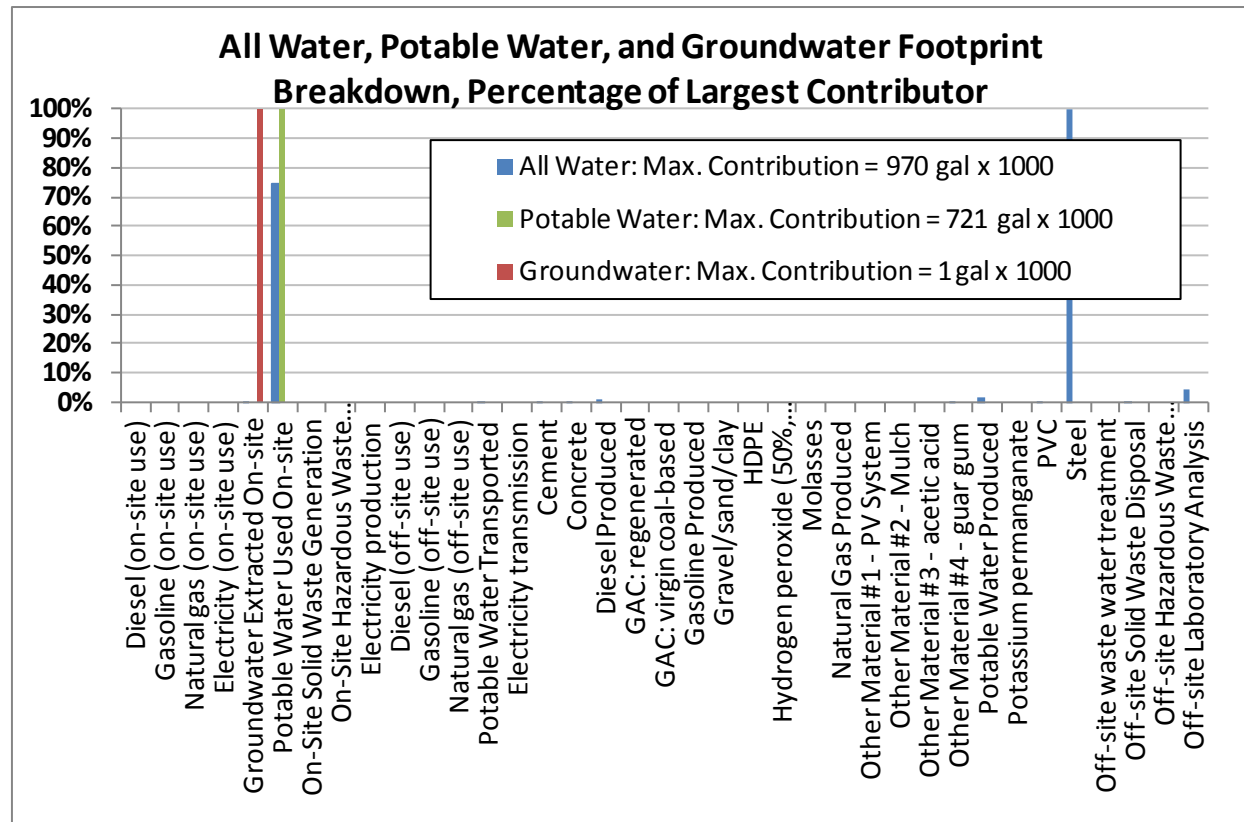 All Water, Potable Water, and Groundwater Footprint
Breakdown, Percentage of Largest Contributor
100%
90%
80%
70%
60%
50%
40%
30%
20%
10%
0%
All Water: Max. Contribution = 970 gal x 1000
Potable Water: Max. Contribution = 721 gal x 1000
Groundwater: Max. Contribution = 1 gal x 1000
Diesel (on-site use)
Gasoline (on-site use)
Natural gas (on-site use)
Electricity (on-site use)
Groundwater Extracted On-site
Potable Water Used On-site
On-Site Solid Waste Generation
On-Site Hazardous Waste...
Electricity production
Diesel (off-site use)
Gasoline (off-site use)
Natural gas (off-site use)
Potable Water Transported
Electricity transmission
Cement
Concrete
Diesel Produced
GAC: regenerated
GAC: virgin coal-based
Gasoline Produced
Gravel/sand/clay
HDPE
Hydrogen peroxide (50%,...
Molasses
Natural Gas Produced
Other Material #1 - PV System
Other Material #2 - Mulch
Other Material #3 - acetic acid
Other Material #4 - guar gum
Potable Water Produced
Potassium permanganate
PVC
Steel
Off-site waste water treatment
Off-site Solid Waste Disposal
Off-site Hazardous Waste...
Off-site Laboratory Analysis